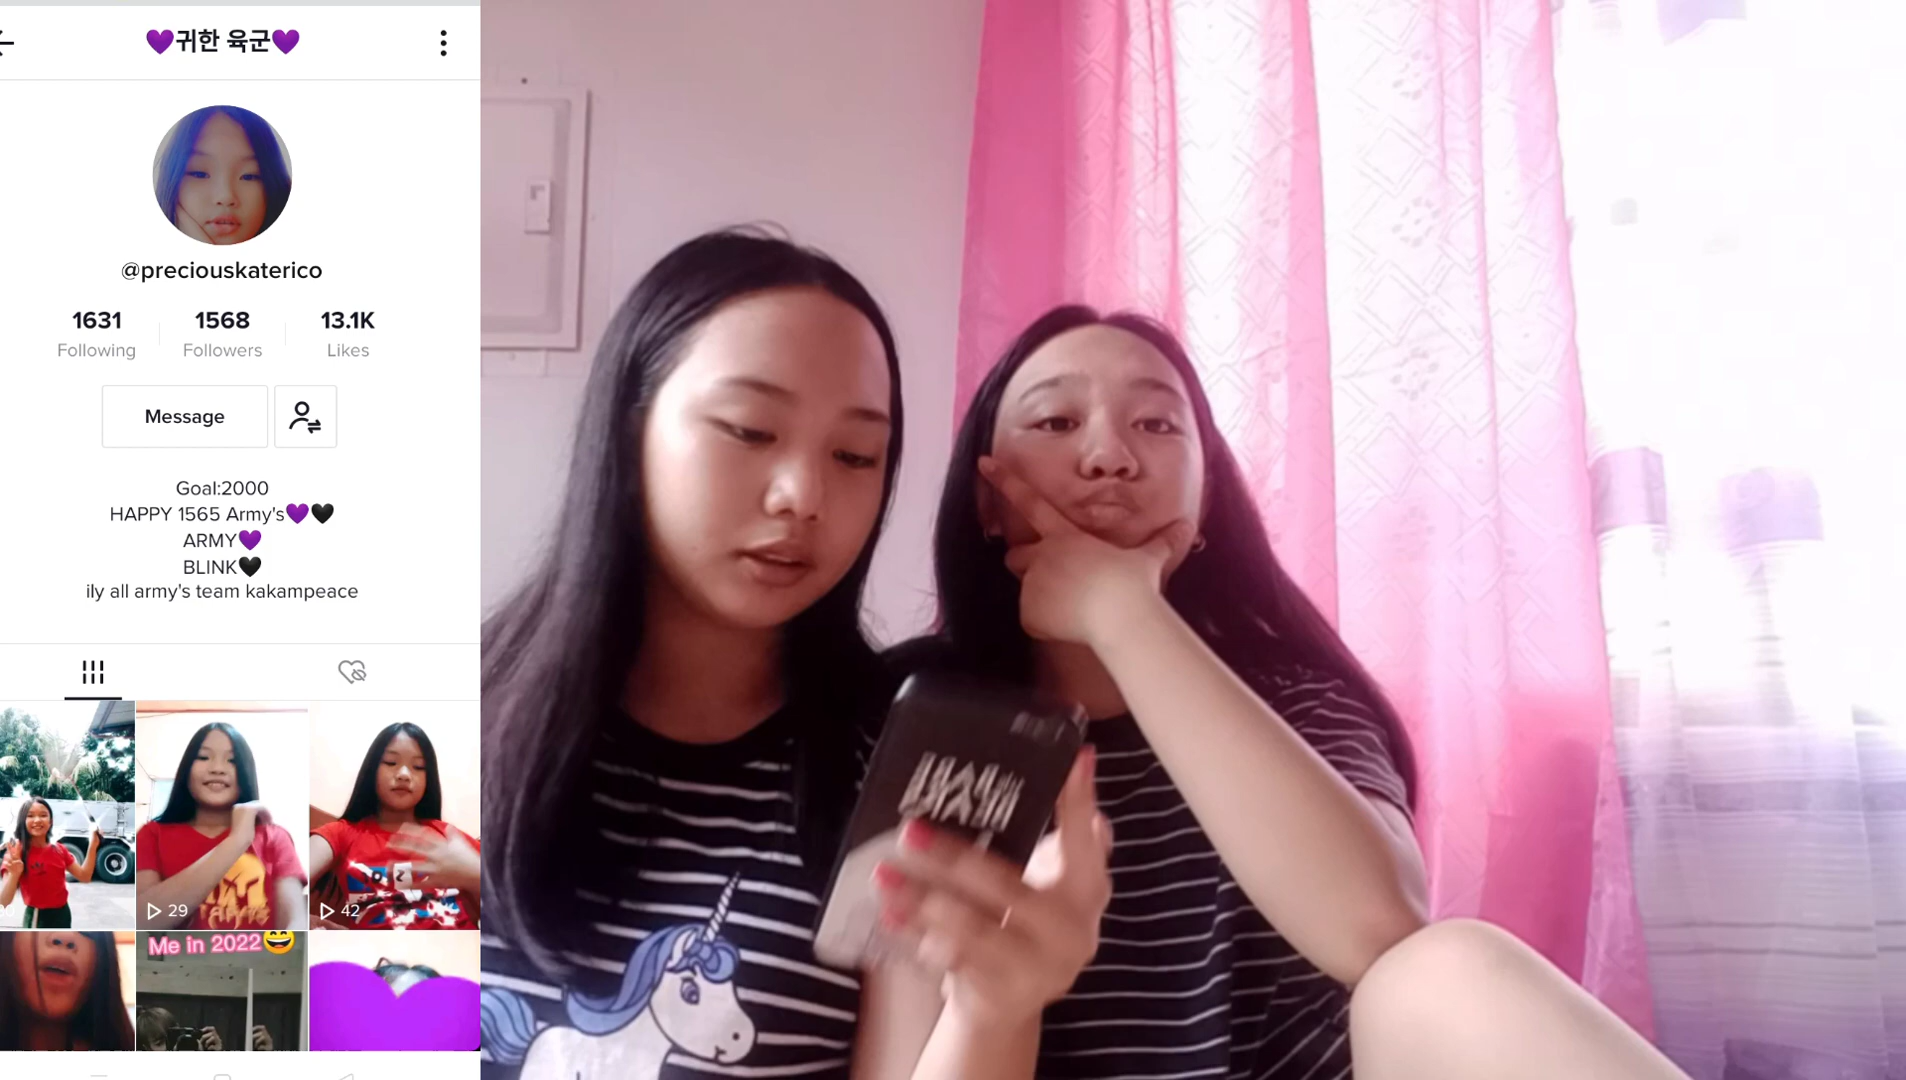 💜귀한 육군💜
@preciouskaterico
1631 1568 13.1K
Following Followers Likes
Message
Goal:2000
HAPPY 1565 Army's💜🖤
ARMY💜
BLINK🖤
ily all army's team kakampeace
29
42
Me in 2022😄